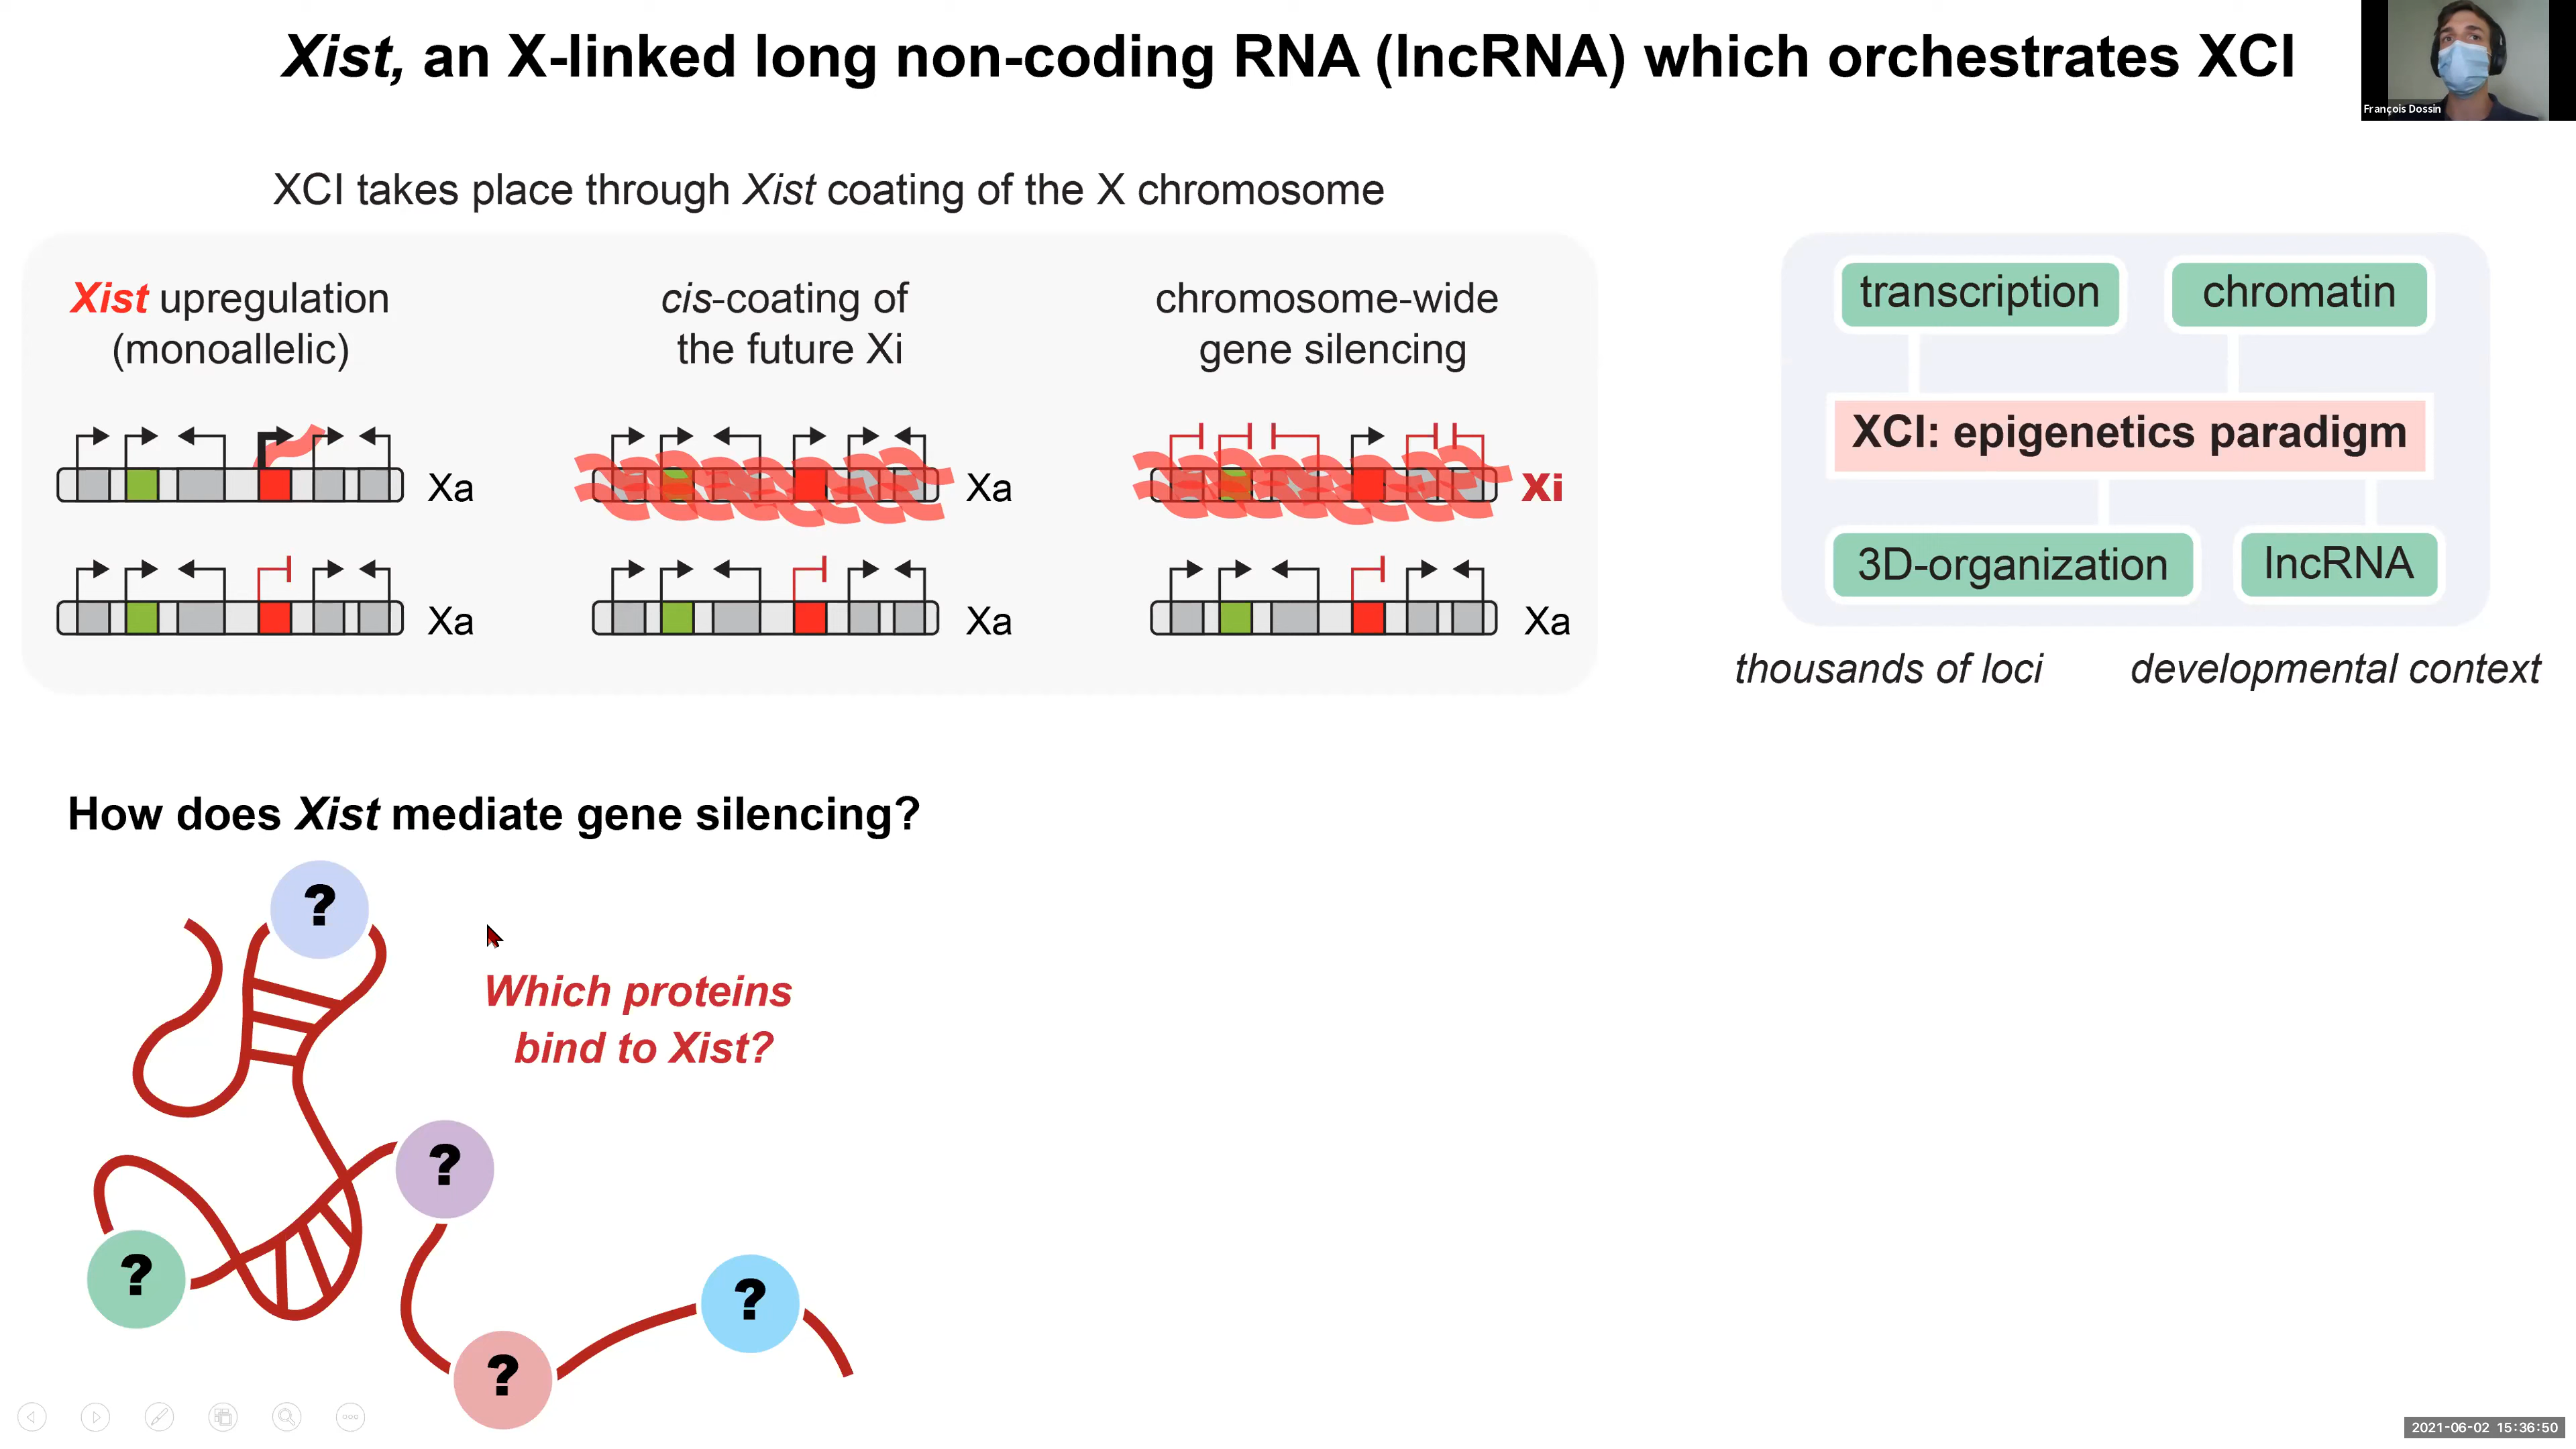 Xist, an X-linked long non-coding RNA (lncRNA) which orchestrates XCI
François Dossin
XCI takes place through Xist coating of the X chromosome
Xist upregulation
(monoallelic)
Xa
Xa
cis-coating of
the future Xi
Xa
Xa
chromosome-wide
gene silencing
Xi
Xa
transcription
chromatin
XCI: epigenetics paradigm
3D-organization
lncRNA
thousands of loci
developmental context
How does Xist mediate gene silencing?
?
Which proteins
bind to Xist?
?
?
?
?
2021-06-02 15:36:50